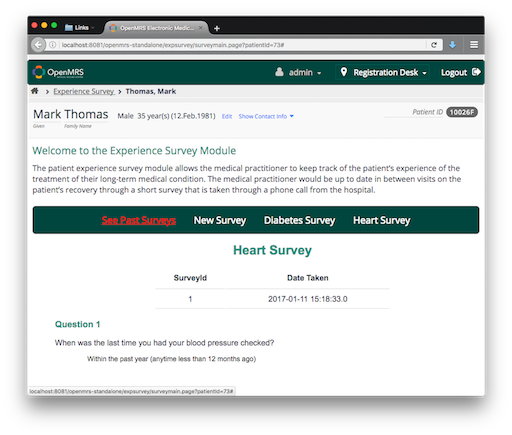 Links
OpenMRS Electronic Medic...
localhost:8081/openmrs-standalone/expsurvey/surveymain.page?patientid=73#
OpenMRS
admin
Registration Desk
Logout
Experience Survey
Thomas, Mark
Mark Thomas
Male 35 year(s) (12.Feb.1981) Edit Show Contact Info
Patient ID 10026F
Given Family Name
Welcome to the Experience Survey Module
The patient experience survey module allows the medical practitioner to keep track of the patient's experience of the
treatment of their long-term medical condition. The medical practitioner would be up to date in between visits on the
patient's recovery through a short survey that is taken through a phone call from the hospital.
See Past Surveys New Survey Diabetes Survey Heart Survey
Heart Survey
SurveyId Date Taken
1 2017-01-11 15:18:33.0
Question 1
When was the last time you had your blood pressure checked?
Within the past year (anytime less than 12 months ago)
localhost:8081/openmrs-standalone/expsurvey/surveymain.page?patientId=73#